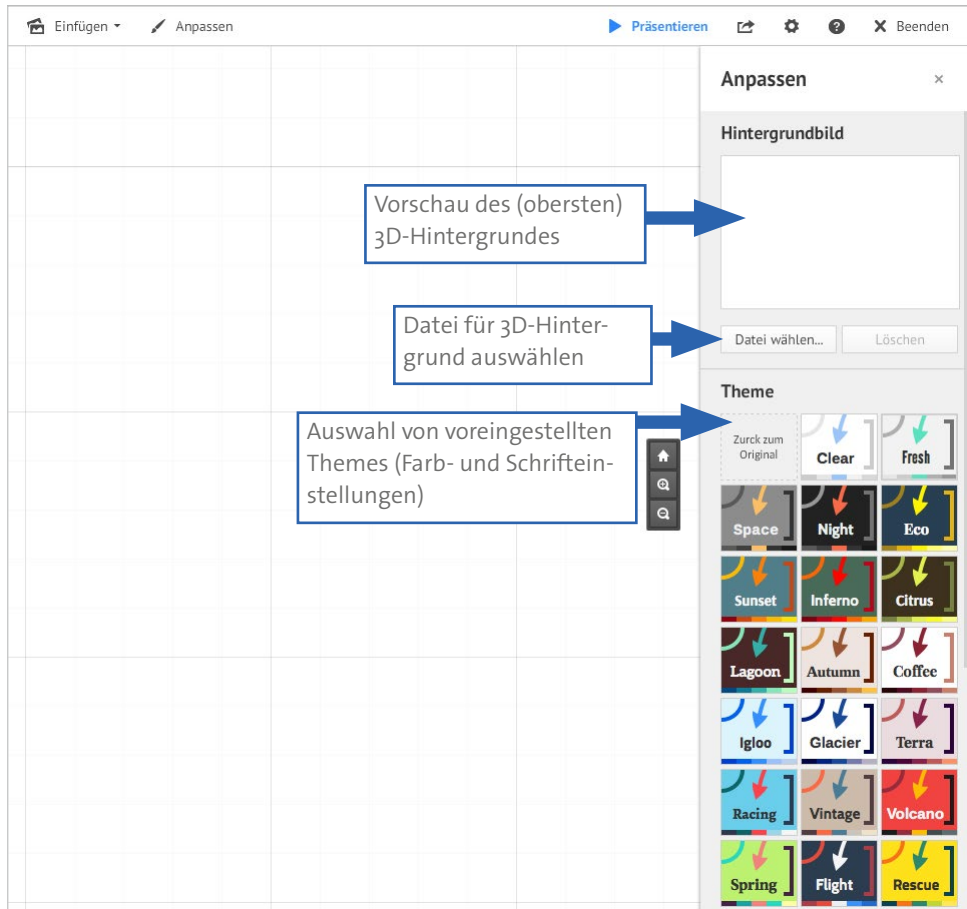 Einfügen Anpassen Präsentieren Beenden
Anpassen
Hintergrundbild
Vorschau des (obersten)
3D-Hintergrundes
Datei für 3D-Hinter-
grund auswählen
Datei wählen... Löschen
Theme
Auswahl von voreingestellten
Themes (Farb- und Schriftein-
stellungen)
Zurck zum
Original
Clear Fresh
Space Night Eco
Sunset Inferno Citrus
Lagoon Autumn Coffee
Igloo Glacier Terra
Racing Vintage Volcano
Spring Flight Rescue